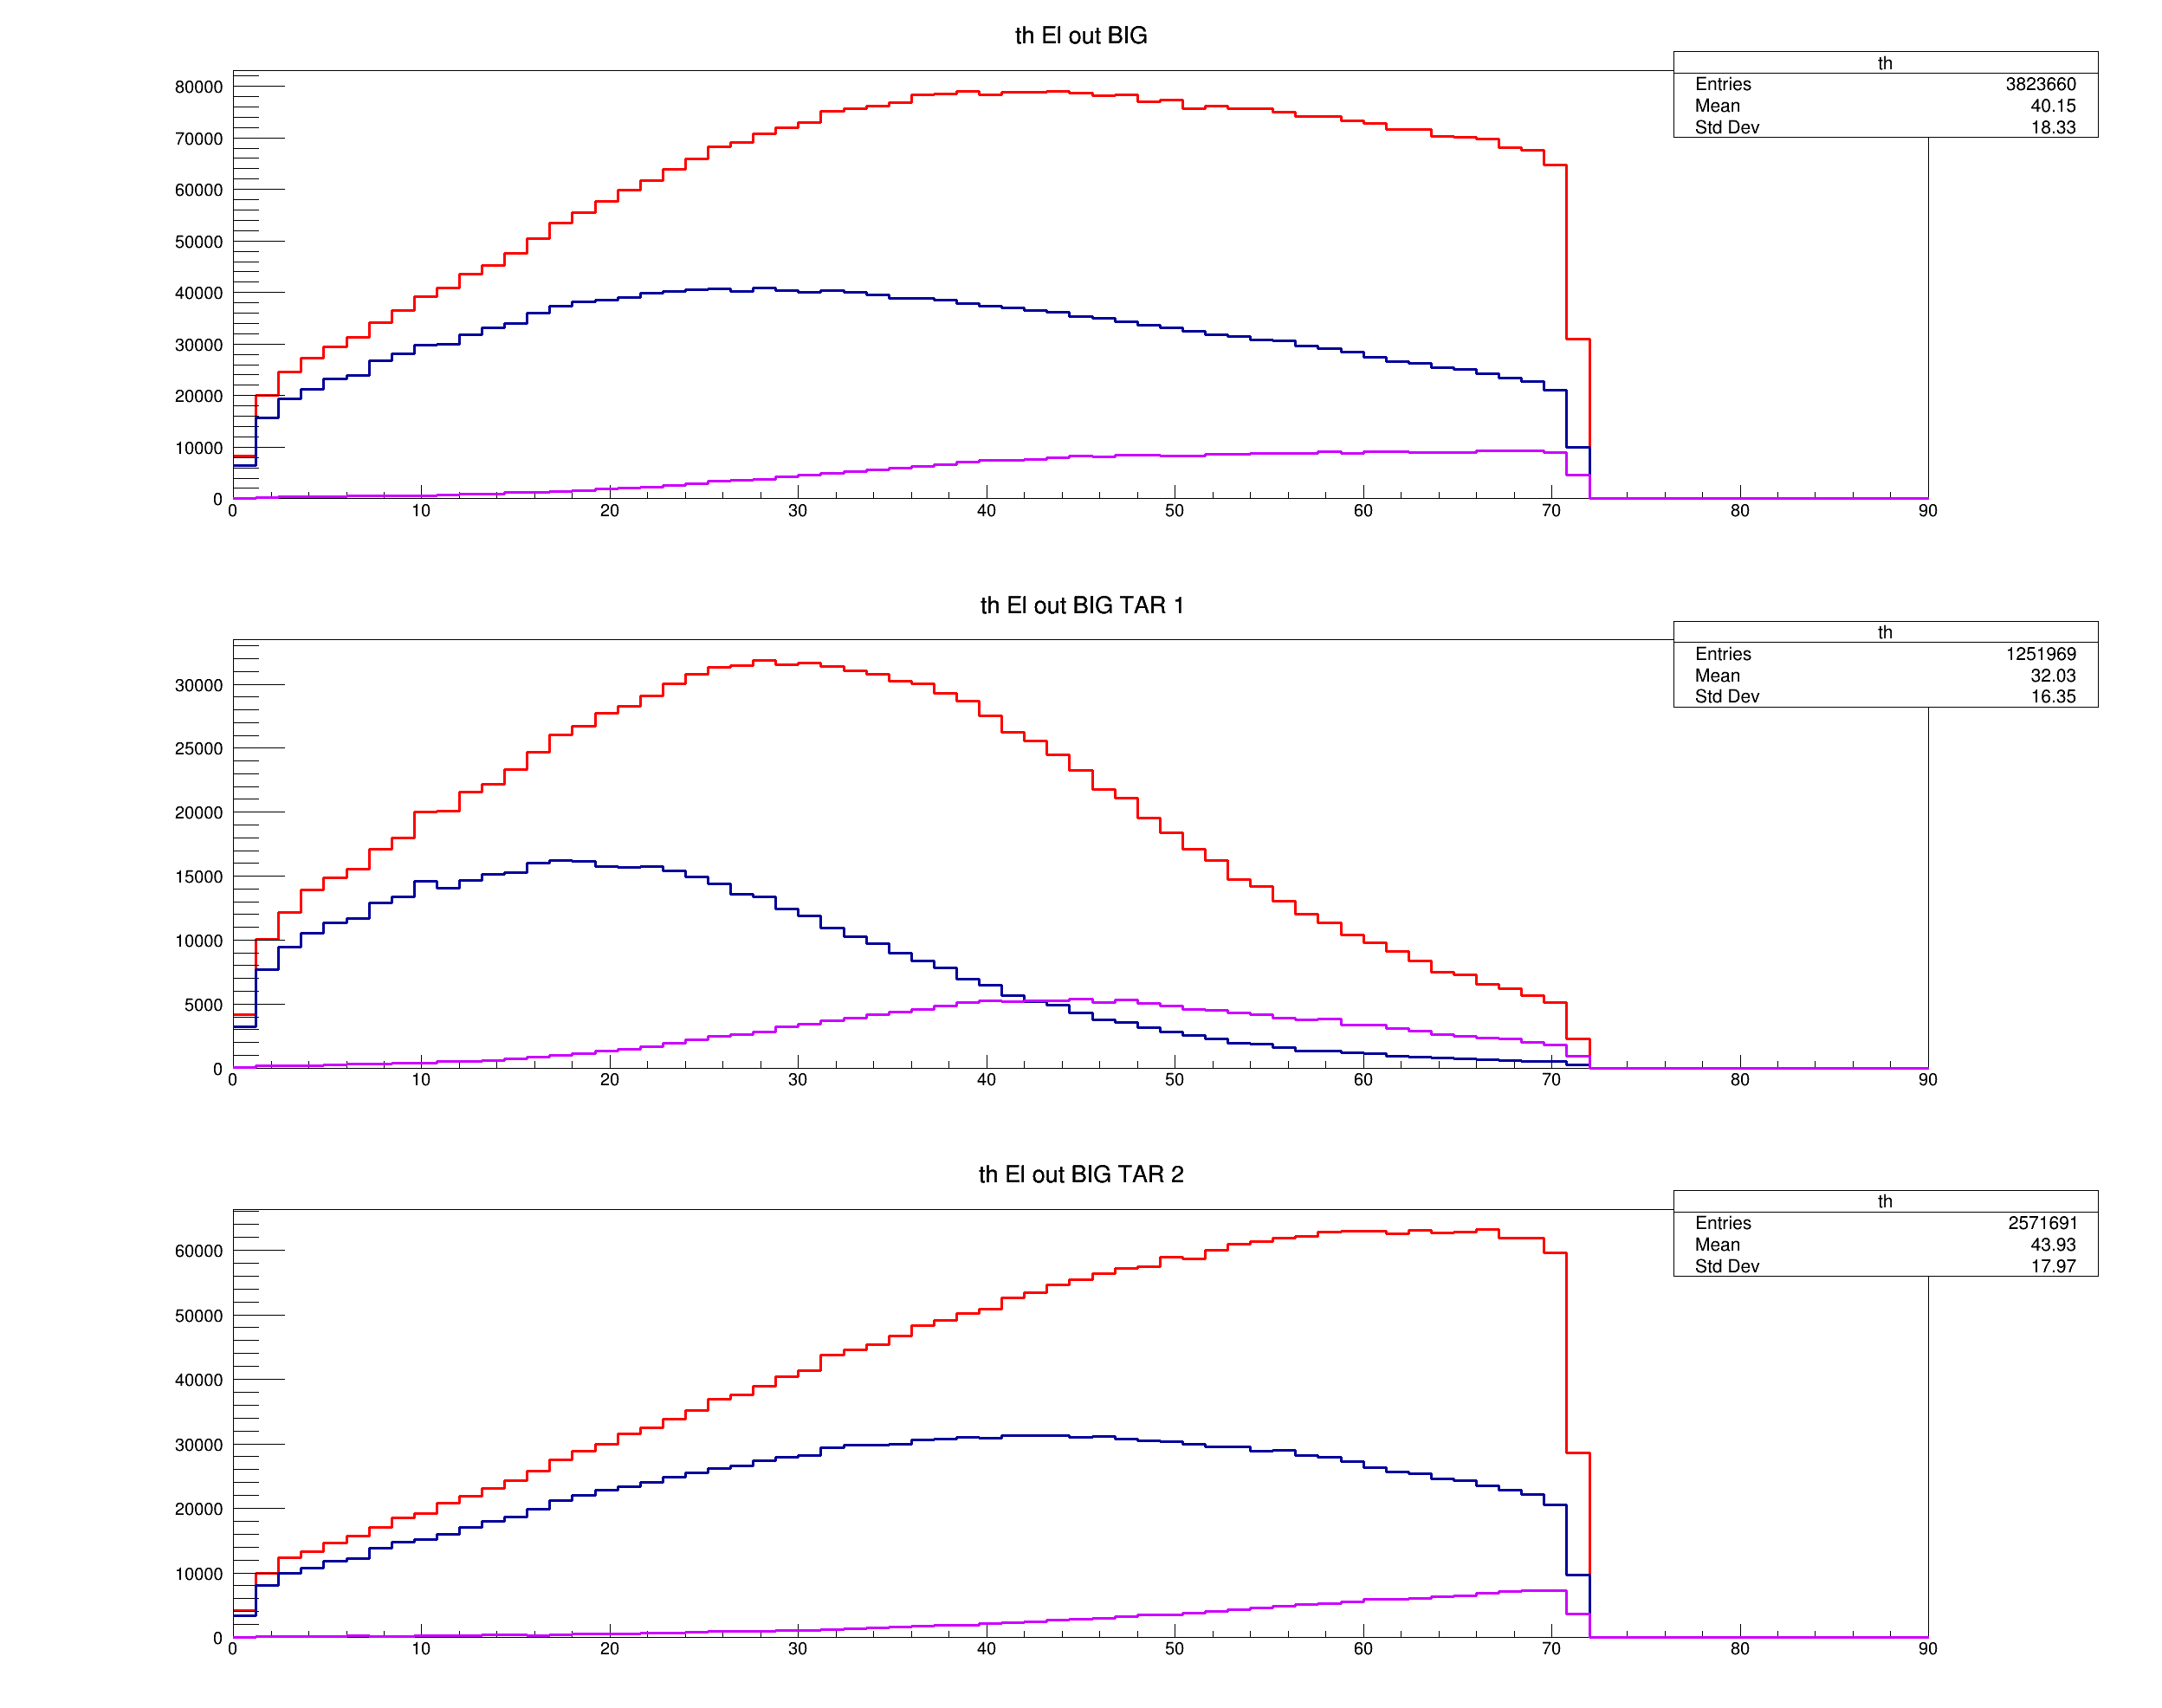 th El out BIG
th
Entries 3823660
Mean 40.15
Std Dev 18.33
80000
70000
60000
50000
40000
30000
20000
10000
0
0 10 20 30 40 50 60 70 80 90
th El out BIG TAR 1
th
Entries 1251969
Mean 32.03
Std Dev 16.35
30000
25000
20000
15000
10000
5000
0
0 10 20 30 40 50 60 70 80 90
th El out BIG TAR 2
th
Entries 2571691
Mean 43.93
Std Dev 17.97
60000
50000
40000
30000
20000
10000
0
0 10 20 30 40 50 60 70 80 90